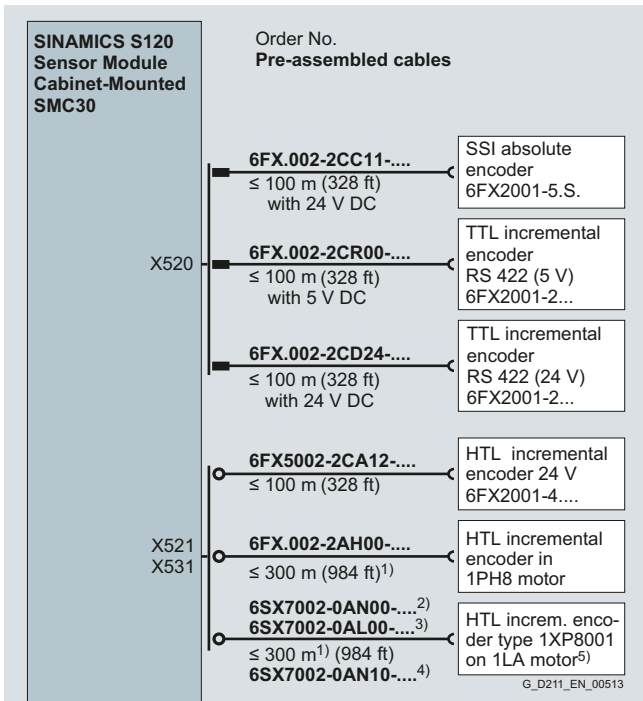 SINAMICS S120
Sensor Module
Cabinet-Mounted
SMC30
Order No.
Pre-assembled cables
X520
6FX.002-2CC11-....
≤ 100 m (328 ft)
with 24 V DC
SSI absolute
encoder
6FX2001-5.S.
6FX.002-2CR00-....
≤ 100 m (328 ft)
with 5 V DC
TTL incremental
encoder
RS 422 (5 V)
6FX2001-2...
6FX.002-2CD24-....
≤ 100 m (328 ft)
with 24 V DC
TTL incremental
encoder
RS 422 (24 V)
6FX2001-2...
X521
X531
6FX5002-2CA12-....
≤ 100 m (328 ft)
HTL incremental
encoder 24 V
6FX2001-4....
6FX.002-2AH00-....
≤ 300 m (984 ft)1)
HTL incremental
encoder in
1PH8 motor
6SX7002-0AN00-....2)
6SX7002-0AL00-....3)
≤ 300 m1) (984 ft)
6SX7002-0AN10-....4)
HTL increm. enco-
der type 1XP8001
on 1LA motor5)
G_D211_EN_00513